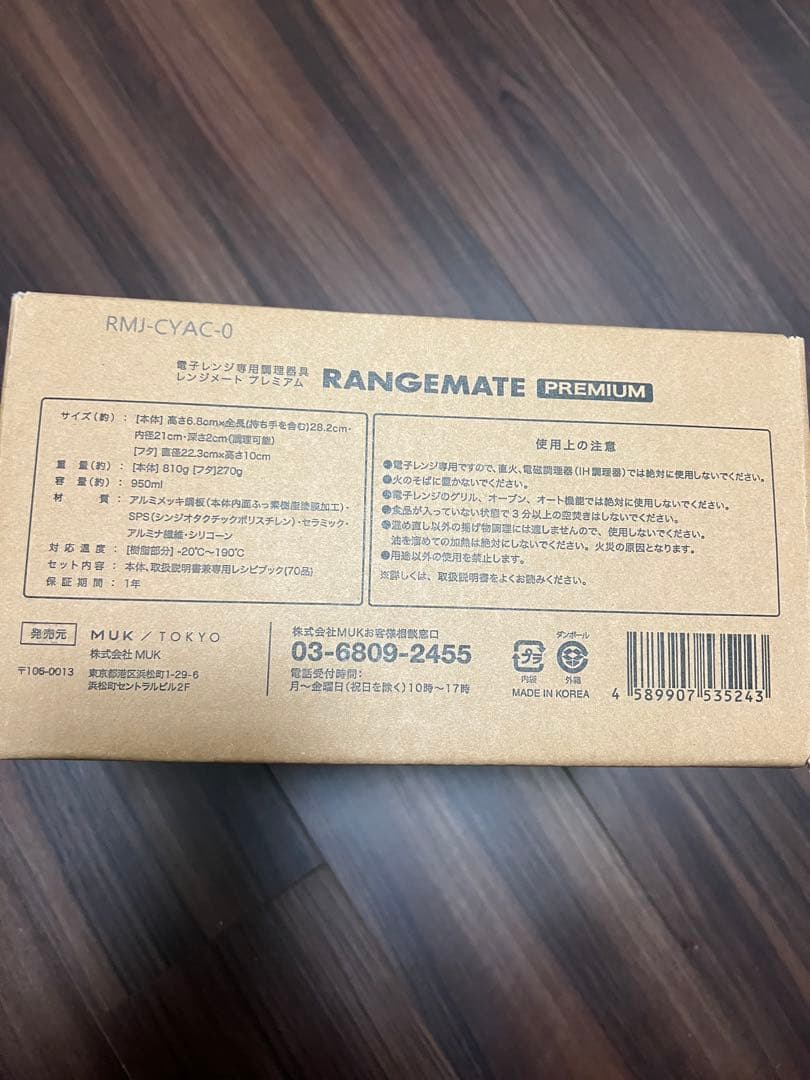 RMJ-CYAC-0
電子レンジ専用調理器具
レンジメート プレミアム
RANGEMATE PREMIUM
サイズ(約) : [本体] 高さ6.8cm×全長(持ち手を含む)28.2cm・
内径21cm・深さ2cm(調理可能)
[フタ] 直径22.3cm×高さ10cm
重量(約) : [本体] 810g [フタ]270g
容量(約) : 950ml
材質 : アルミメッキ鋼板(本体内面ふっ素樹脂塗膜加工)・
SPS(シンジオタクチックポリスチレン)・セラミック・
アルミナ繊維・シリコーン
対応温度 : [樹脂部分] -20℃～190℃
セット内容 : 本体、取扱説明書兼専用レシピブック(70品)
保証期間 : 1年
使用上の注意
●電子レンジ専用ですので、直火、電磁調理器(IH調理器)では絶対に使用しないでください。
●火のそばに置かないでください。
●電子レンジのグリル、オーブン、オート機能では絶対に使用しないでください。
●食品が入っていない状態で3分以上の空焚きはしないでください。
●温め直し以外の揚げ物調理には適しませんので、使用しないでください。
油を溜めての加熱は絶対にしないでください。火災の原因となります。
●用途以外の使用を禁止します。
※詳しくは、取扱説明書をよくお読みください。
発売元
MUK / TOKYO
株式会社 MUK
〒105-0013
東京都港区浜松町1-29-6
浜松町セントラルビル2F
株式会社MUKお客様相談窓口
03-6809-2455
電話受付時間:
月～金曜日(祝日を除く)10時～17時
プラ
内袋
ダンボール
外箱
MADE IN KOREA
4 589907 535243